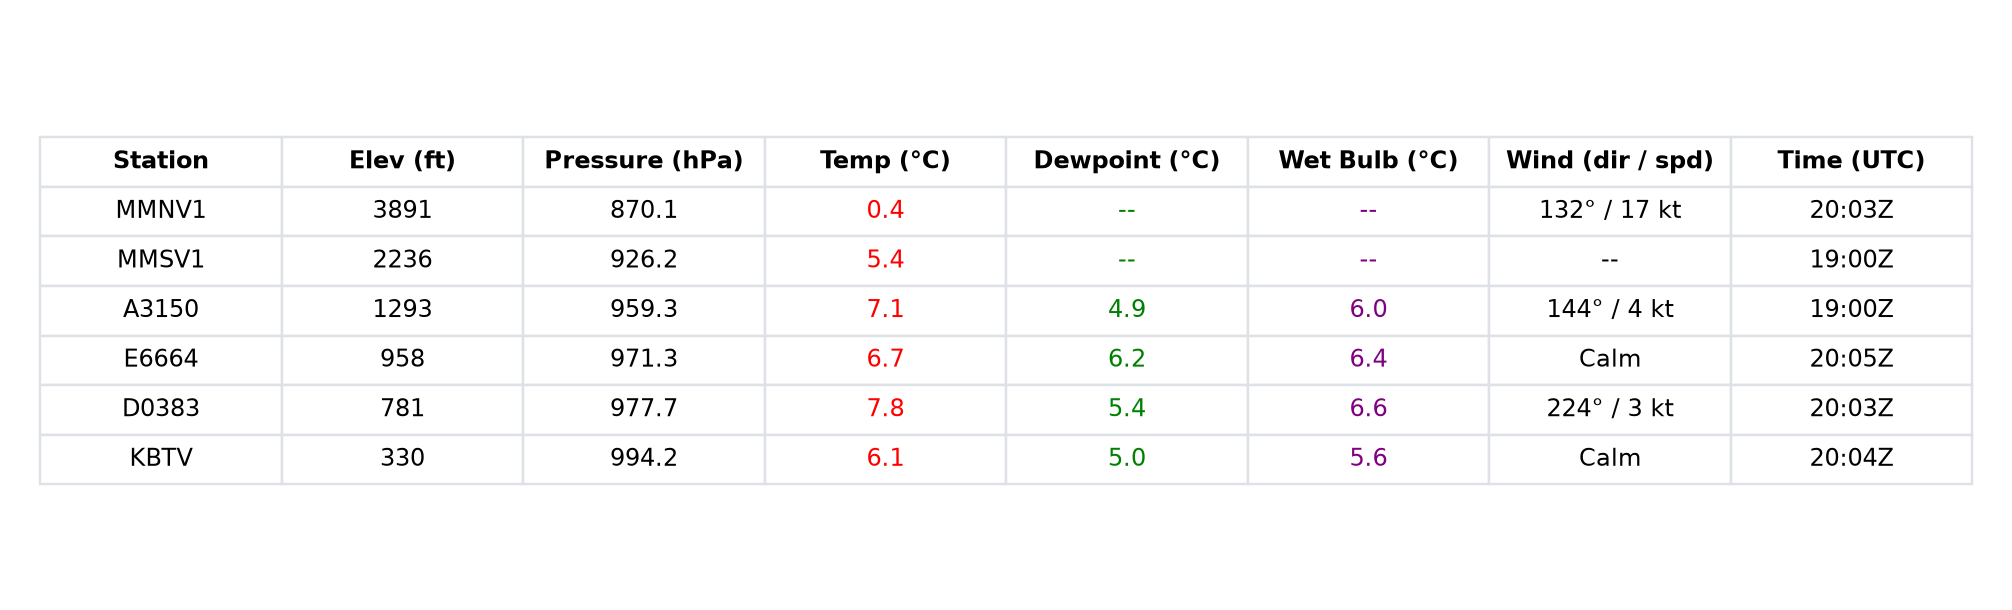 Station Elev (ft) Pressure (hPa) Temp (°C) Dewpoint (°C) Wet Bulb (°C) Wind (dir / spd) Time (UTC)
MMNV1 3891 870.1 0.4 -- -- 132° / 17 kt 20:03Z
MMSV1 2236 926.2 5.4 -- -- -- 19:00Z
A3150 1293 959.3 7.1 4.9 6.0 144° / 4 kt 19:00Z
E6664 958 971.3 6.7 6.2 6.4 Calm 20:05Z
D0383 781 977.7 7.8 5.4 6.6 224° / 3 kt 20:03Z
KBTV 330 994.2 6.1 5.0 5.6 Calm 20:04Z